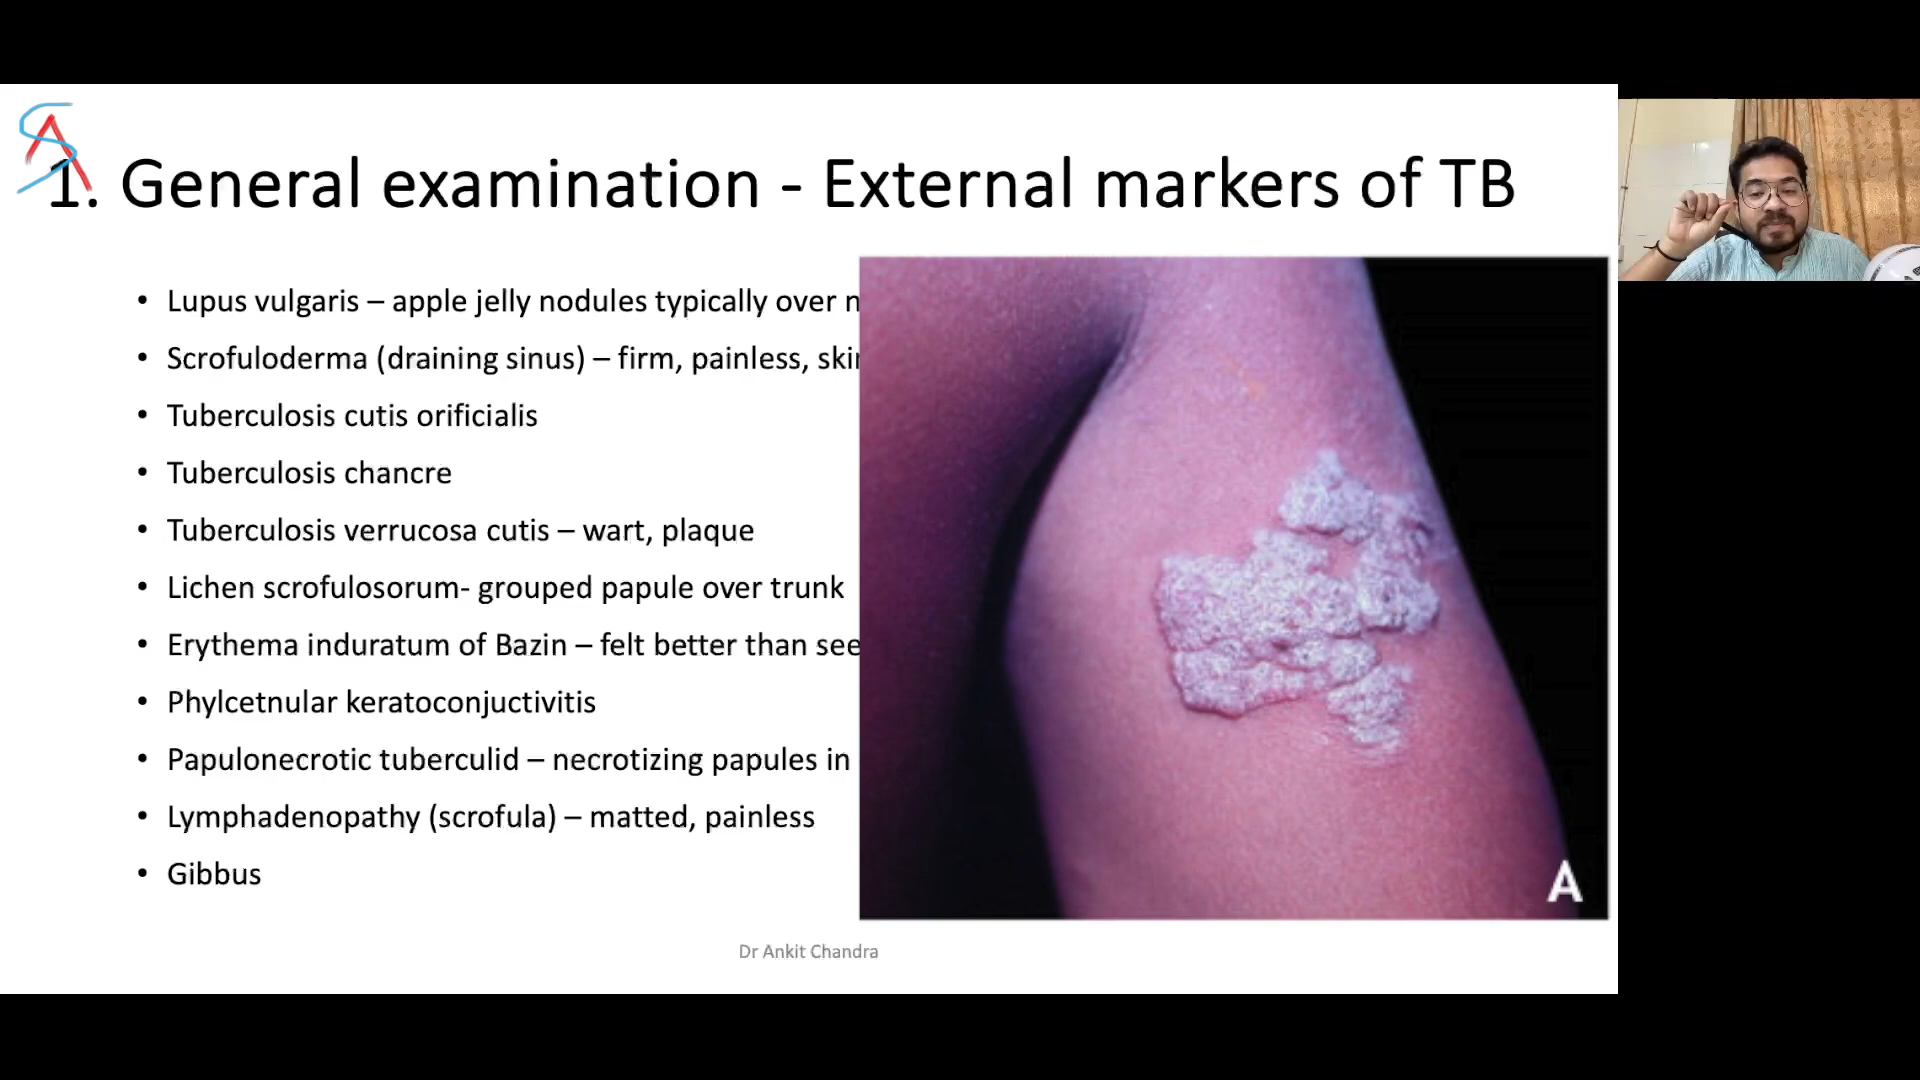 1. General examination - External markers of TB
• Lupus vulgaris – apple jelly nodules typically over
• Scrofuloderma (draining sinus) – firm, painless,
• Tuberculosis cutis orificialis
• Tuberculosis chancre
• Tuberculosis verrucosa cutis – wart, plaque
• Lichen scrofulosorum- grouped papule over trunk
• Erythema induratum of Bazin – felt better than
• Phylcetnular keratoconjuctivitis
• Papulonecrotic tuberculid – necrotizing papules in
• Lymphadenopathy (scrofula) – matted, painless
• Gibbus
A
Dr Ankit Chandra